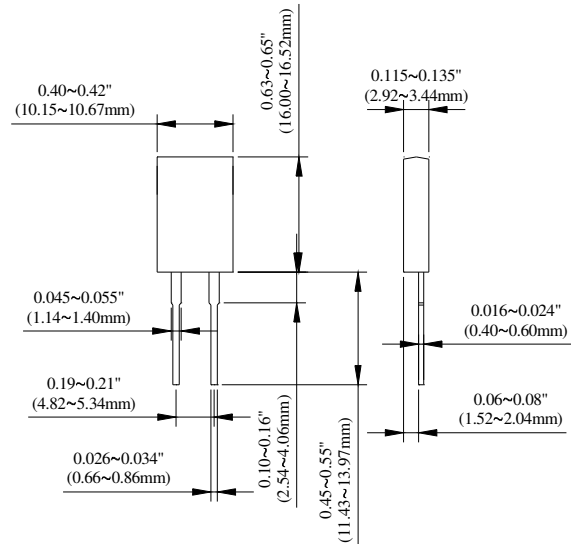 0.40~0.42"
(10.15~10.67mm)
0.63~0.65"
(16.00~16.52mm)
0.115~0.135"
(2.92~3.44mm)
0.045~0.055"
(1.14~1.40mm)
0.016~0.024"
(0.40~0.60mm)
0.19~0.21"
(4.82~5.34mm)
0.10~0.16"
(2.54~4.06mm)
0.45~0.55"
(11.43~13.97mm)
0.06~0.08"
(1.52~2.04mm)
0.026~0.034"
(0.66~0.86mm)